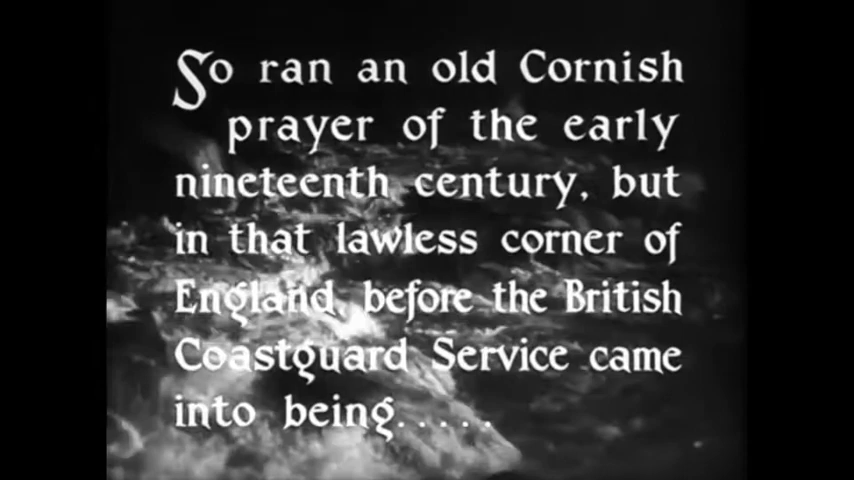 So ran an old Cornish
prayer of the early
nineteenth century, but
in that lawless corner of
England, before the British
Coastguard Service came
into being.....